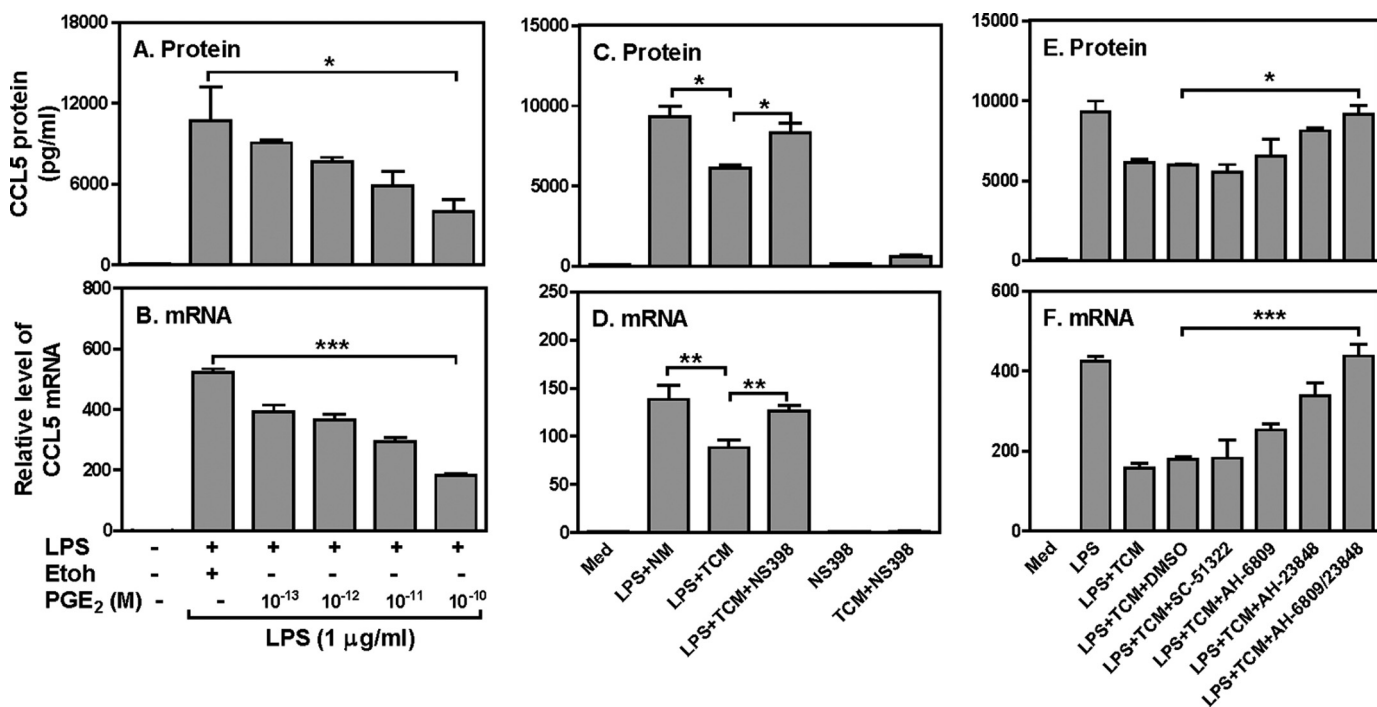 A. Protein
CCL5 protein
(pg/ml)
18000
12000
6000
0
*
B. mRNA
Relative level of
CCL5 mRNA
800
600
400
200
0
***
LPS - + + + + +
Etoh - + - - - -
PGE₂ (M) - - 10⁻¹³ 10⁻¹² 10⁻¹¹ 10⁻¹⁰
LPS (1 μg/ml)
C. Protein
15000
10000
5000
0
*
*
D. mRNA
250
200
150
100
50
0
**
**
Med
LPS+NM
LPS+TCM
LPS+TCM+NS398
NS398
TCM+NS398
E. Protein
15000
10000
5000
0
*
F. mRNA
600
400
200
0
***
Med
LPS
LPS+TCM
LPS+TCM+DMSO
LPS+TCM+SC-51322
LPS+TCM+AH-6809
LPS+TCM+AH-23848
LPS+TCM+AH-6809/23848